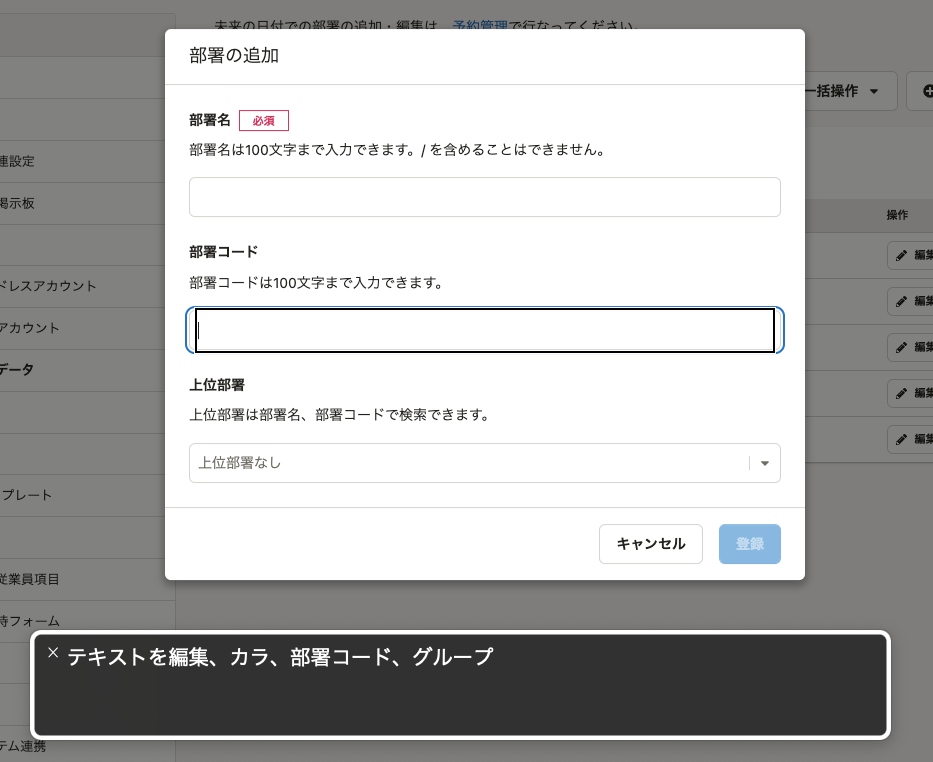 未来の日付での部署の追加・編集は、予約管理で行なってください。
部署の追加
一括操作
部署名 必須
部署名は100文字まで入力できます。/ を含めることはできません。
連設定
掲示板
操作
部署コード
編集
部署コードは100文字まで入力できます。
ドレスアカウント
編集
アカウント
編集
データ
上位部署
編集
上位部署は部署名、部署コードで検索できます。
編集
上位部署なし
プレート
キャンセル
登録
従業員項目
待フォーム
× テキストを編集、カラ、部署コード、グループ
テム連携